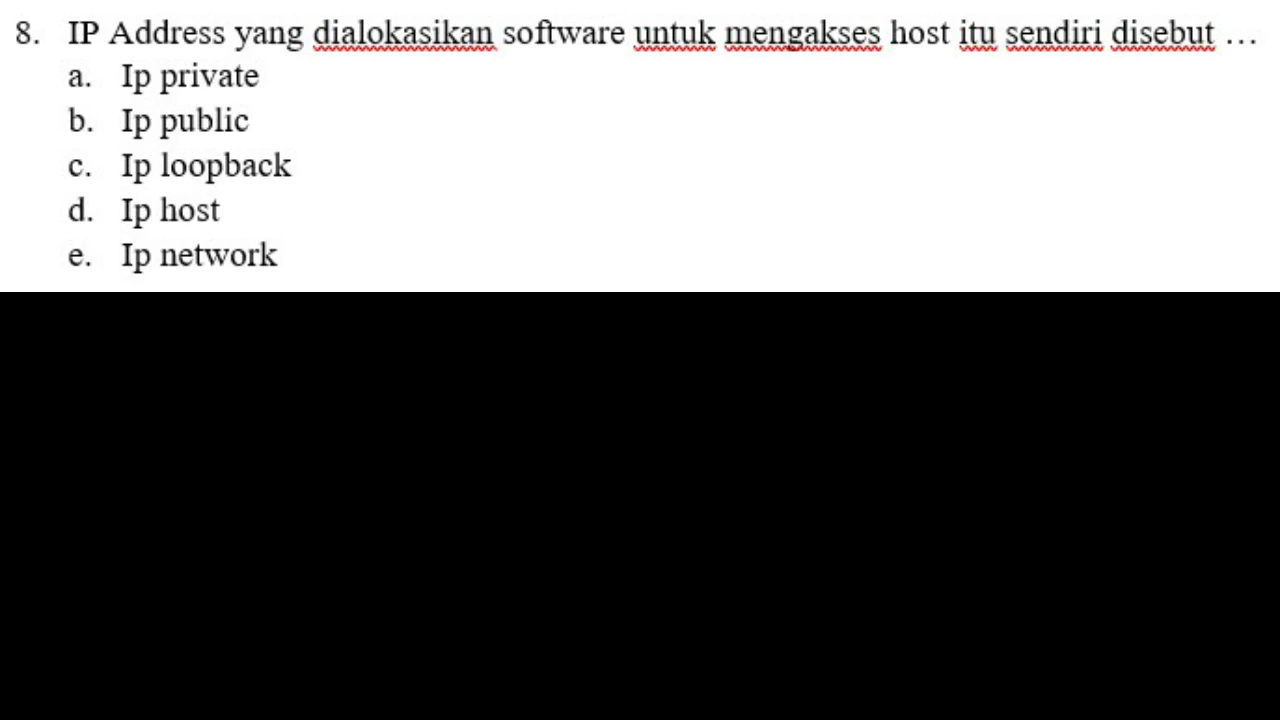 8. IP Address yang dialokasikan software untuk mengakses host itu sendiri disebut …
a. Ip private
b. Ip public
c. Ip loopback
d. Ip host
e. Ip network